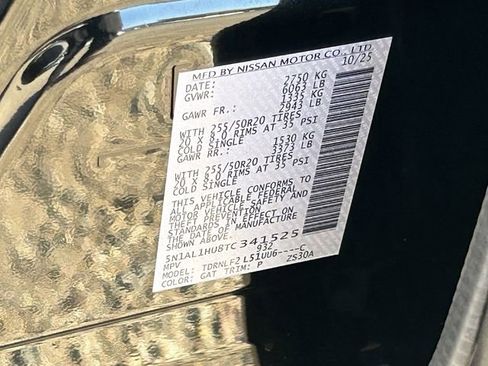 MFD BY NISSAN MOTOR CO., LTD
DATE: 10/25
GVWR: 2750 KG
6063 LB
GAWR FR.: 1335 KG
2943 LB
WITH 255/50R20 TIRES
20 X 8.0 RIMS AT 35 PSI
COLD SINGLE
GAWR RR.: 1530 KG
3373 LB
WITH 255/50R20 TIRES
20 X 8.0 RIMS AT 35 PSI
COLD SINGLE
THIS VEHICLE CONFORMS TO
ALL APPLICABLE FEDERAL
MOTOR VEHICLE SAFETY AND
THEFT PREVENTION
STANDARDS IN EFFECT ON
THE DATE OF MANUFACTURE
SHOWN ABOVE.
5N1AL1HU8TC341525
MPV 932
MODEL: TDRNLF2 L51UU6----C
COLOR: GAT TRIM: P ZS30A